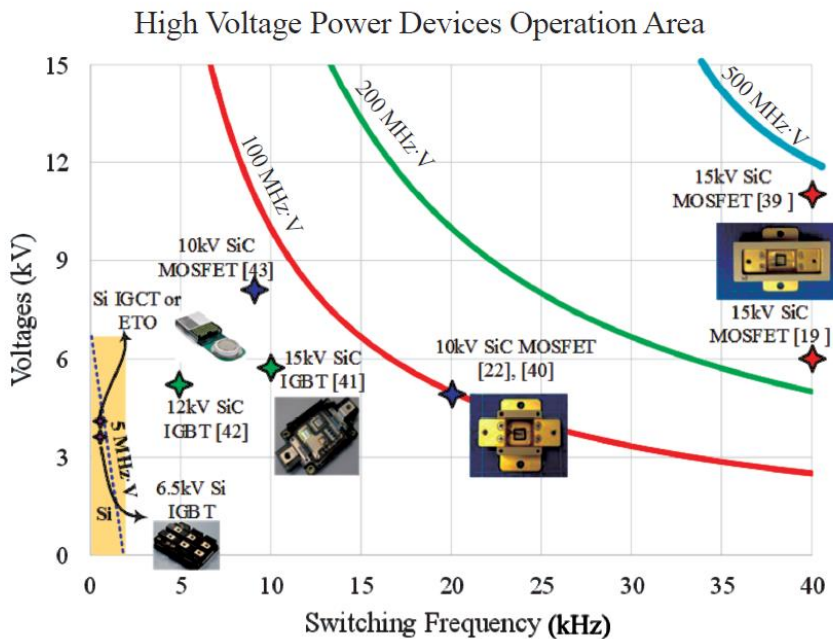 High Voltage Power Devices Operation Area
15
12
9
6
3
0
Voltages (kV)
100 MHz·V
200 MHz·V
500 MHz·V
15kV SiC
MOSFET [39 ]
10kV SiC
MOSFET [43]
Si IGCT or
ETO
15kV SiC
MOSFET [19 ]
15kV SiC
IGBT [41]
10kV SiC MOSFET
[22], [40]
12kV SiC
IGBT [42]
5 MHz·V
6.5kV Si
IGBT
Si
0
5
10
15
20
25
30
35
40
Switching Frequency (kHz)